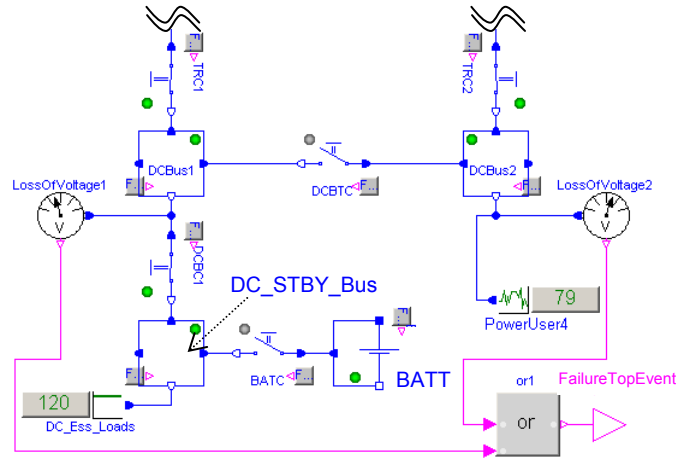 F...
F...
TRC1
TRC2
DCBus1
DCBus2
LossOfVoltage1
F...
DCBTC
F...
F...
LossOfVoltage2
V
V
F...
DCBC1
DC_STBY_Bus
79
PowerUser4
F...
F...
BATC
F...
BATT
or1
FailureTopEvent
120
DC_Ess_Loads
or